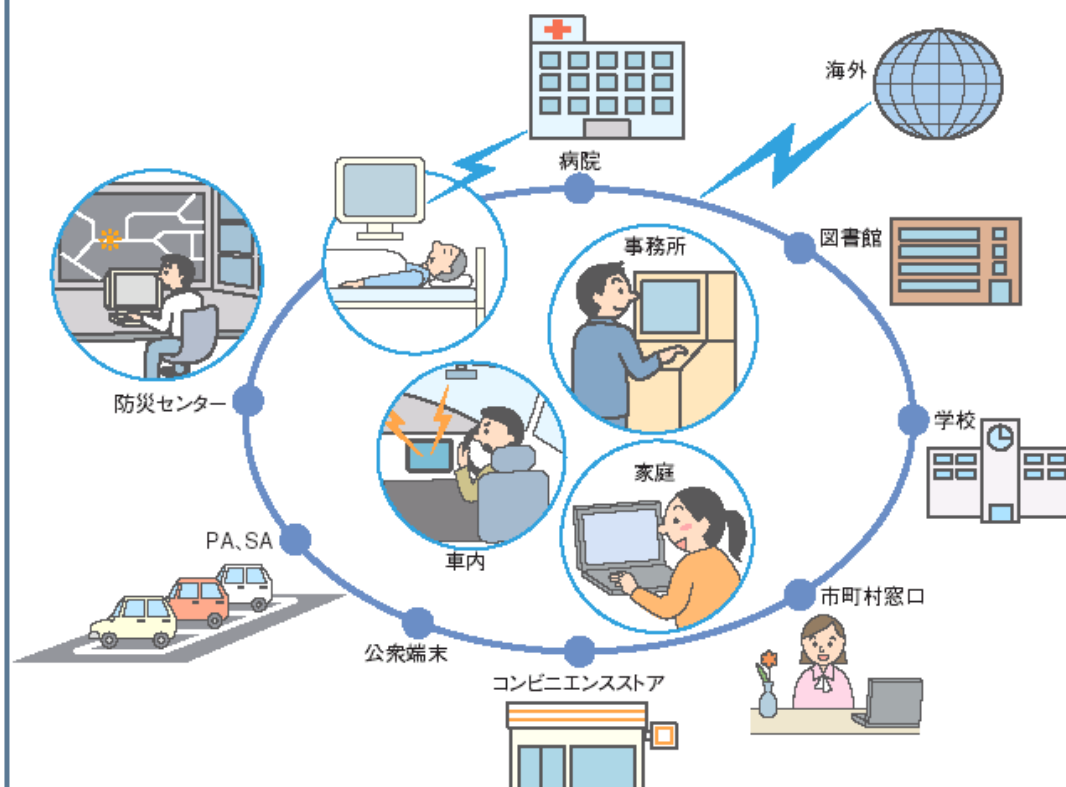 海外
病院
図書館
事務所
防災センター
学校
家庭
PA、SA
車内
市町村窓口
公衆端末
コンビニエンスストア